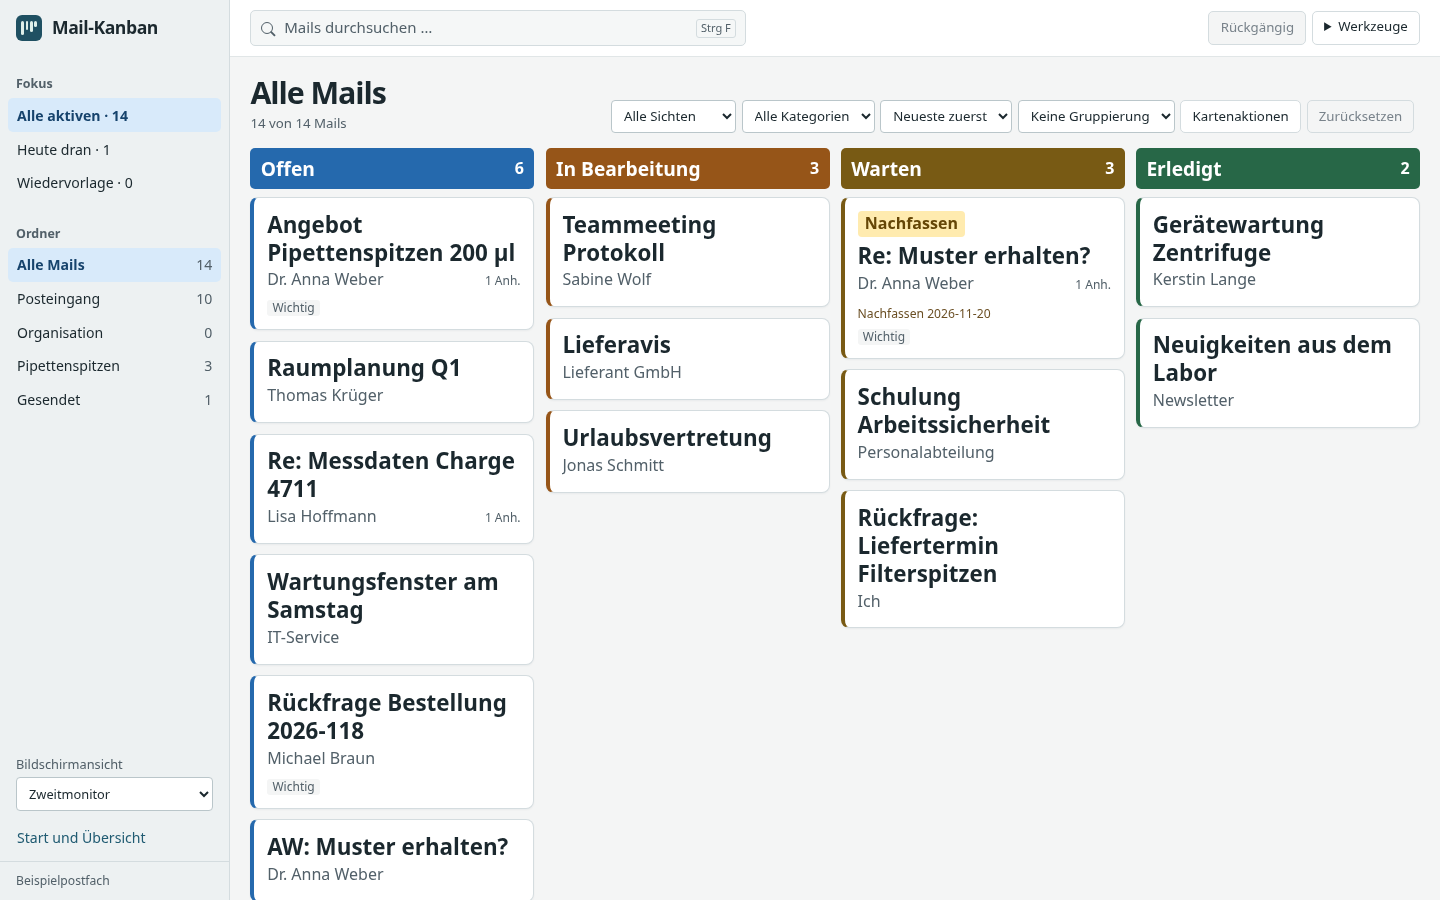 Mail-Kanban
Fokus
Alle aktiven · 14
Heute dran · 1
Wiedervorlage · 0
Ordner
Alle Mails 14
Posteingang 10
Organisation 0
Pipettenspitzen 3
Gesendet 1
Bildschirmansicht
Zweitmonitor
Start und Übersicht
Beispielpostfach
Mails durchsuchen ... Strg F
Rückgängig
Werkzeuge
Alle Mails
14 von 14 Mails
Alle Sichten
Alle Kategorien
Neueste zuerst
Keine Gruppierung
Kartenaktionen
Zurücksetzen
Offen 6
Angebot
Pipettenspitzen 200 µl
Dr. Anna Weber 1 Anh.
Wichtig
Raumplanung Q1
Thomas Krüger
Re: Messdaten Charge
4711
Lisa Hoffmann 1 Anh.
Wartungsfenster am
Samstag
IT-Service
Rückfrage Bestellung
2026-118
Michael Braun
Wichtig
AW: Muster erhalten?
Dr. Anna Weber
In Bearbeitung 3
Teammeeting
Protokoll
Sabine Wolf
Lieferavis
Lieferant GmbH
Urlaubsvertretung
Jonas Schmitt
Warten 3
Nachfassen
Re: Muster erhalten?
Dr. Anna Weber 1 Anh.
Nachfassen 2026-11-20
Wichtig
Schulung
Arbeitssicherheit
Personalabteilung
Rückfrage:
Liefertermin
Filterspitzen
Ich
Erledigt 2
Gerätewartung
Zentrifuge
Kerstin Lange
Neuigkeiten aus dem
Labor
Newsletter